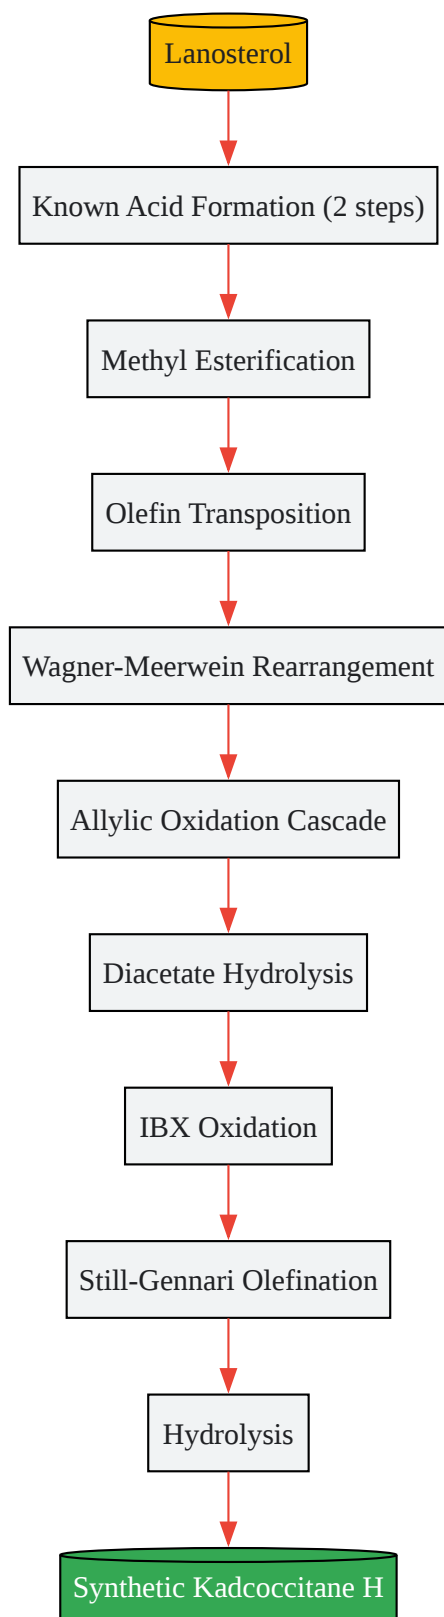 Lanosterol
Known Acid Formation (2 steps)
Methyl Esterification
Olefin Transposition
Wagner-Meerwein Rearrangement
Allylic Oxidation Cascade
Diacetate Hydrolysis
IBX Oxidation
Still-Gennari Olefination
Hydrolysis
Synthetic Kadcoccitane H